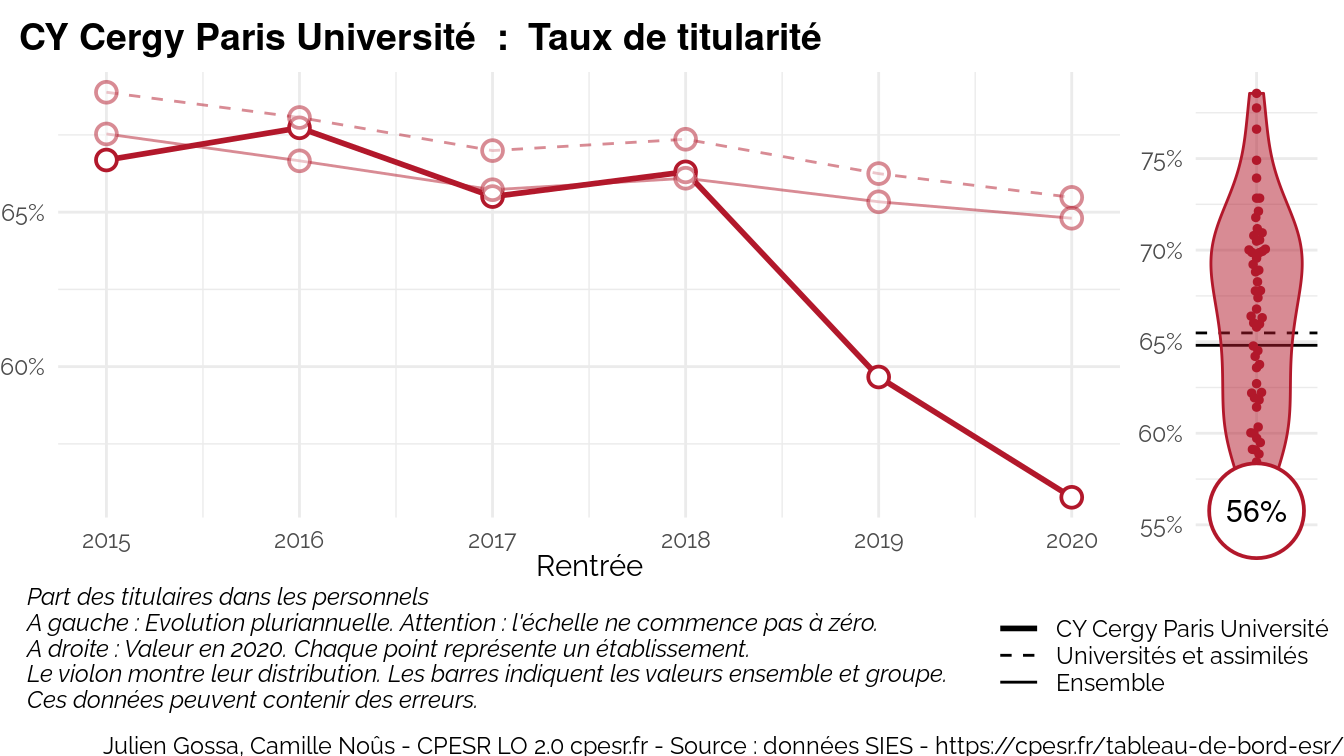 CY Cergy Paris Université : Taux de titularité
65%
60%
2015 2016 2017 2018 2019 2020
Rentrée
75%
70%
65%
60%
55%
56%
Part des titulaires dans les personnels
A gauche : Evolution pluriannuelle. Attention : l'échelle ne commence pas à zéro.
A droite : Valeur en 2020. Chaque point représente un établissement.
Le violon montre leur distribution. Les barres indiquent les valeurs ensemble et groupe.
Ces données peuvent contenir des erreurs.
CY Cergy Paris Université
Universités et assimilés
Ensemble
Julien Gossa, Camille Noûs - CPESR LO 2.0 cpesr.fr - Source : données SIES - https://cpesr.fr/tableau-de-bord-esr/